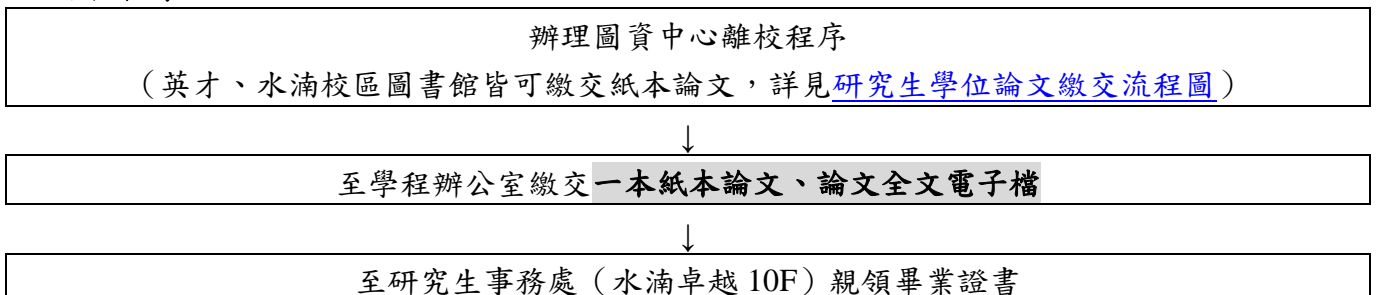 辦理圖資中心離校程序
（英才、水湳校區圖書館皆可繳交紙本論文，詳見研究生學位論文繳交流程圖）
↓
至學程辦公室繳交一本紙本論文、論文全文電子檔
↓
至研究生事務處（水湳卓越 10F）親領畢業證書